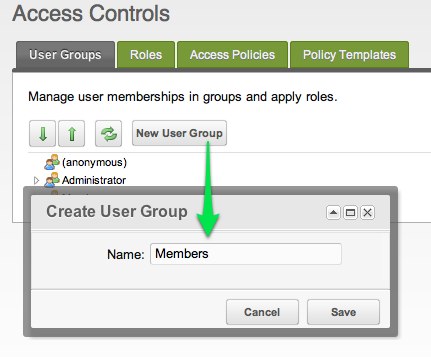 Access Controls
User Groups Roles Access Policies Policy Templates
Manage user memberships in groups and apply roles.
New User Group
(anonymous)
Administrator
Create User Group
Name: Members
Cancel Save